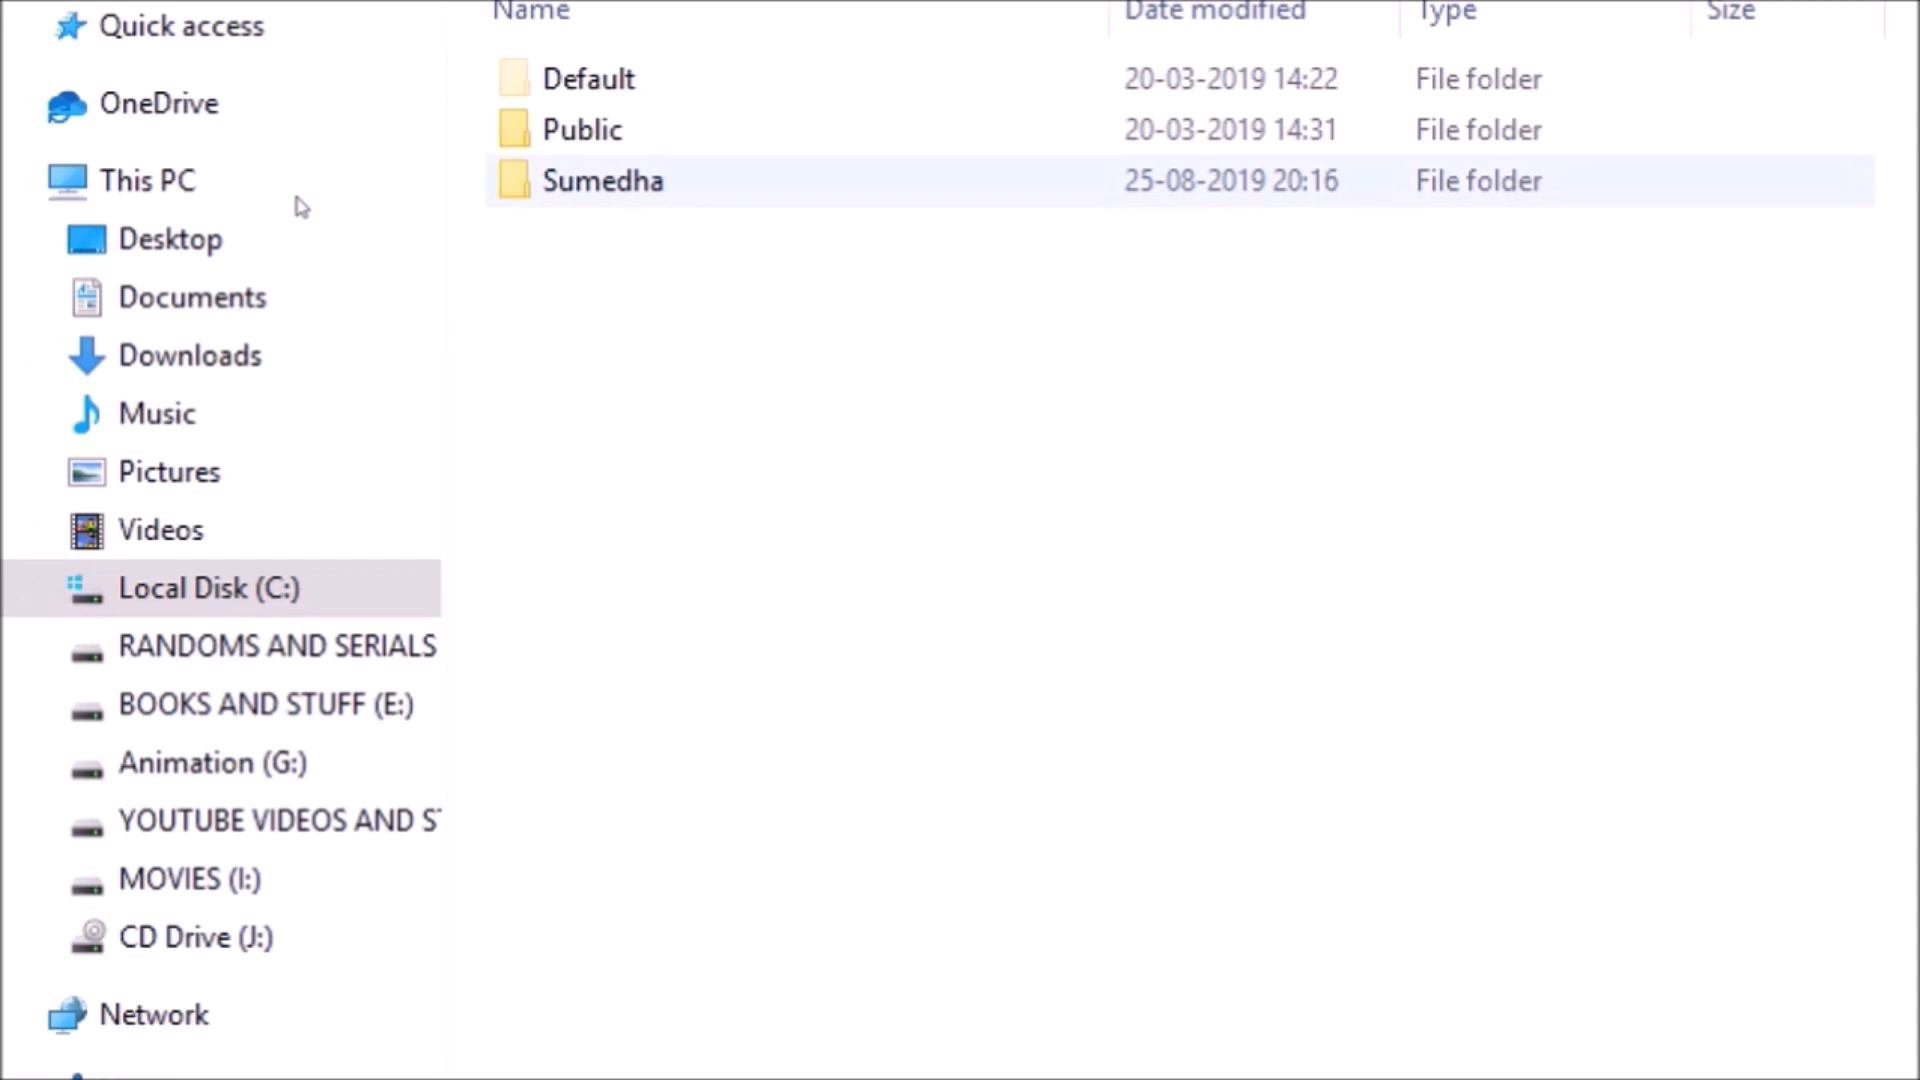 Quick access
OneDrive
This PC
Desktop
Documents
Downloads
Music
Pictures
Videos
Local Disk (C:)
RANDOMS AND SERIALS
BOOKS AND STUFF (E:)
Animation (G:)
YOUTUBE VIDEOS AND ST
MOVIES (I:)
CD Drive (J:)
Network
Name Date modified Type Size
Default 20-03-2019 14:22 File folder
Public 20-03-2019 14:31 File folder
Sumedha 25-08-2019 20:16 File folder